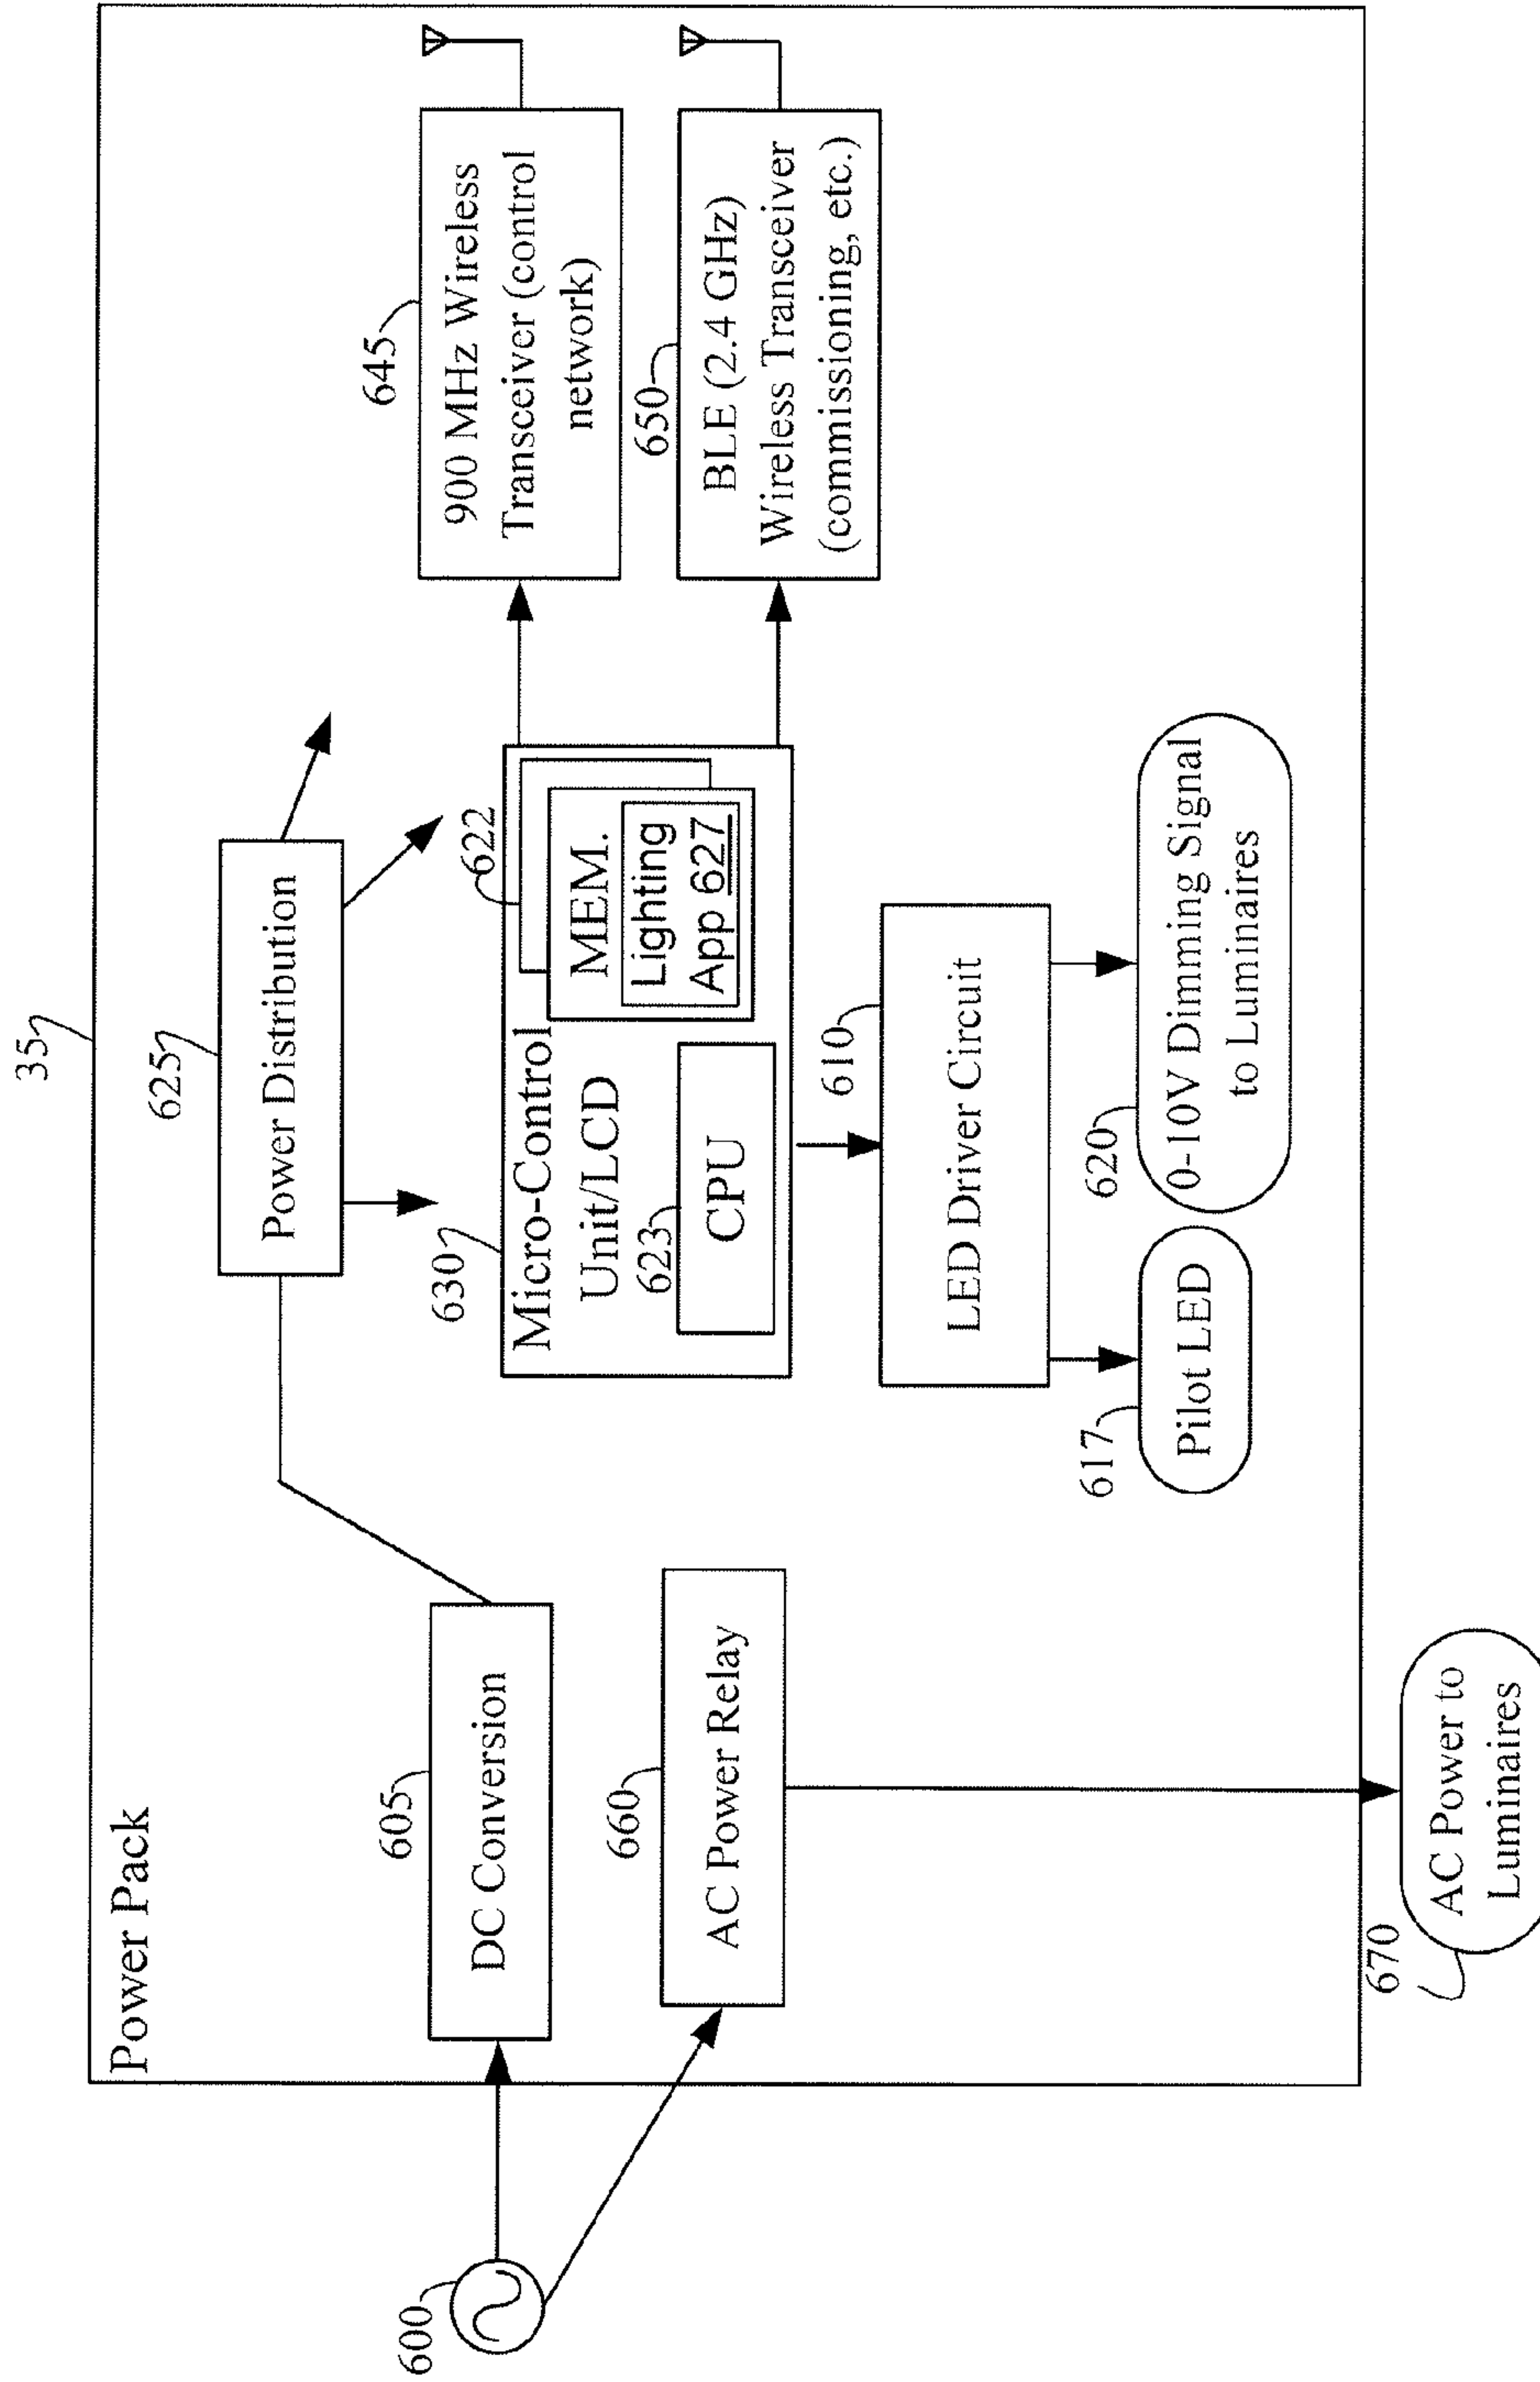 35
Power Pack
625
Power Distribution
600
605
DC Conversion
660
AC Power Relay
630
Micro-Control
Unit/LCD
623
CPU
622
MEM.
Lighting
App 627
645
900 MHz Wireless
Transceiver (control
network)
650
BLE (2.4 GHz)
Wireless Transceiver
(commissioning, etc.)
610
LED Driver Circuit
617
Pilot LED
620
0-10V Dimming Signal
to Luminaires
670
AC Power to
Luminaires